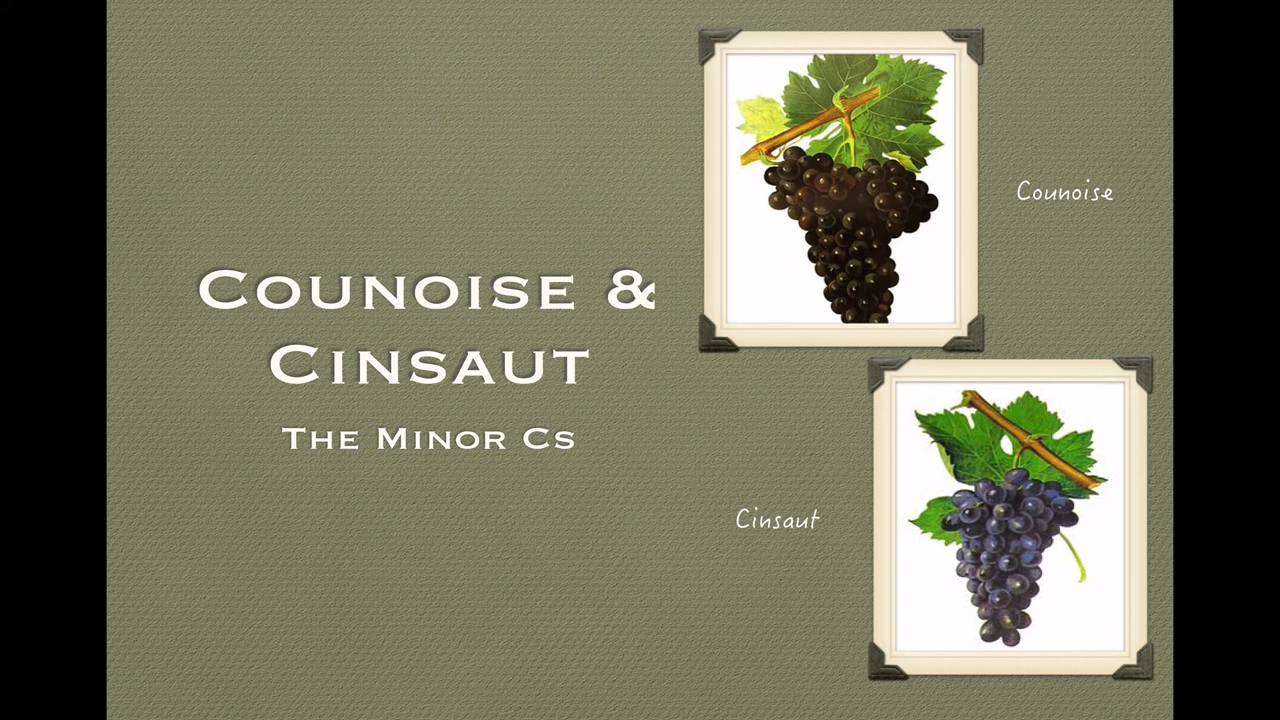 Counoise &
Cinsaut
The Minor Cs
Counoise
Cinsaut